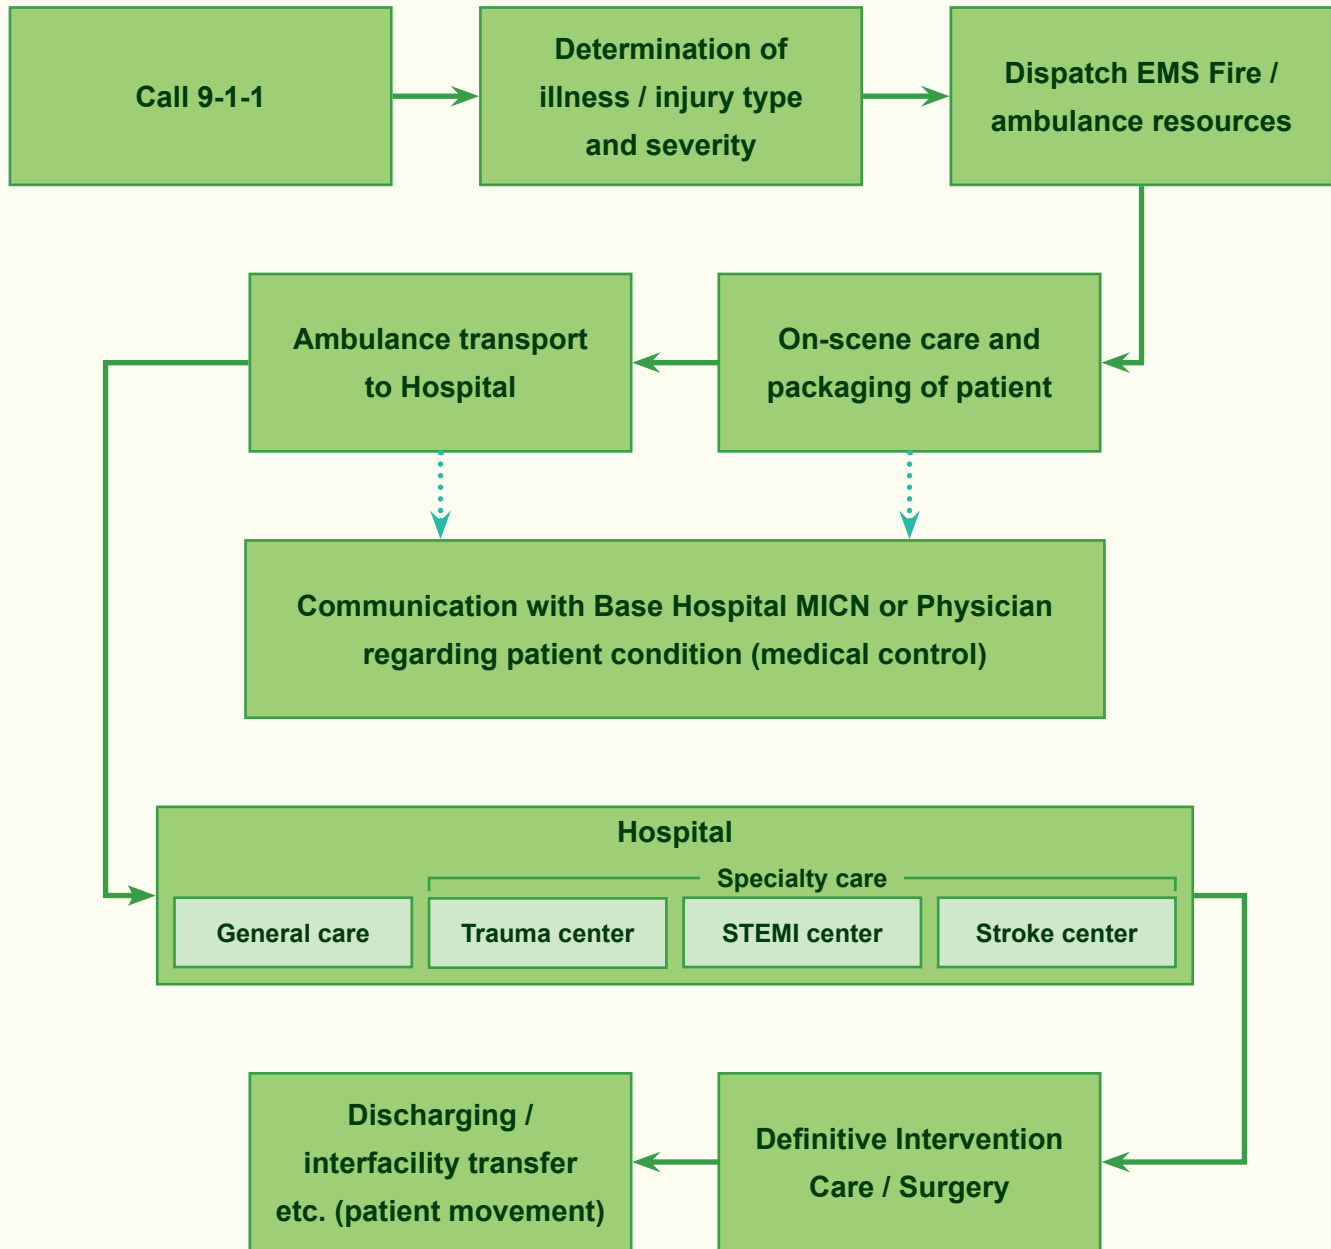 Call 9-1-1
Determination of
illness / injury type
and severity
Dispatch EMS Fire /
ambulance resources
On-scene care and
packaging of patient
Ambulance transport
to Hospital
Communication with Base Hospital MICN or Physician
regarding patient condition (medical control)
Hospital
Specialty care
General care
Trauma center
STEMI center
Stroke center
Definitive Intervention
Care / Surgery
Discharging /
interfacility transfer
etc. (patient movement)